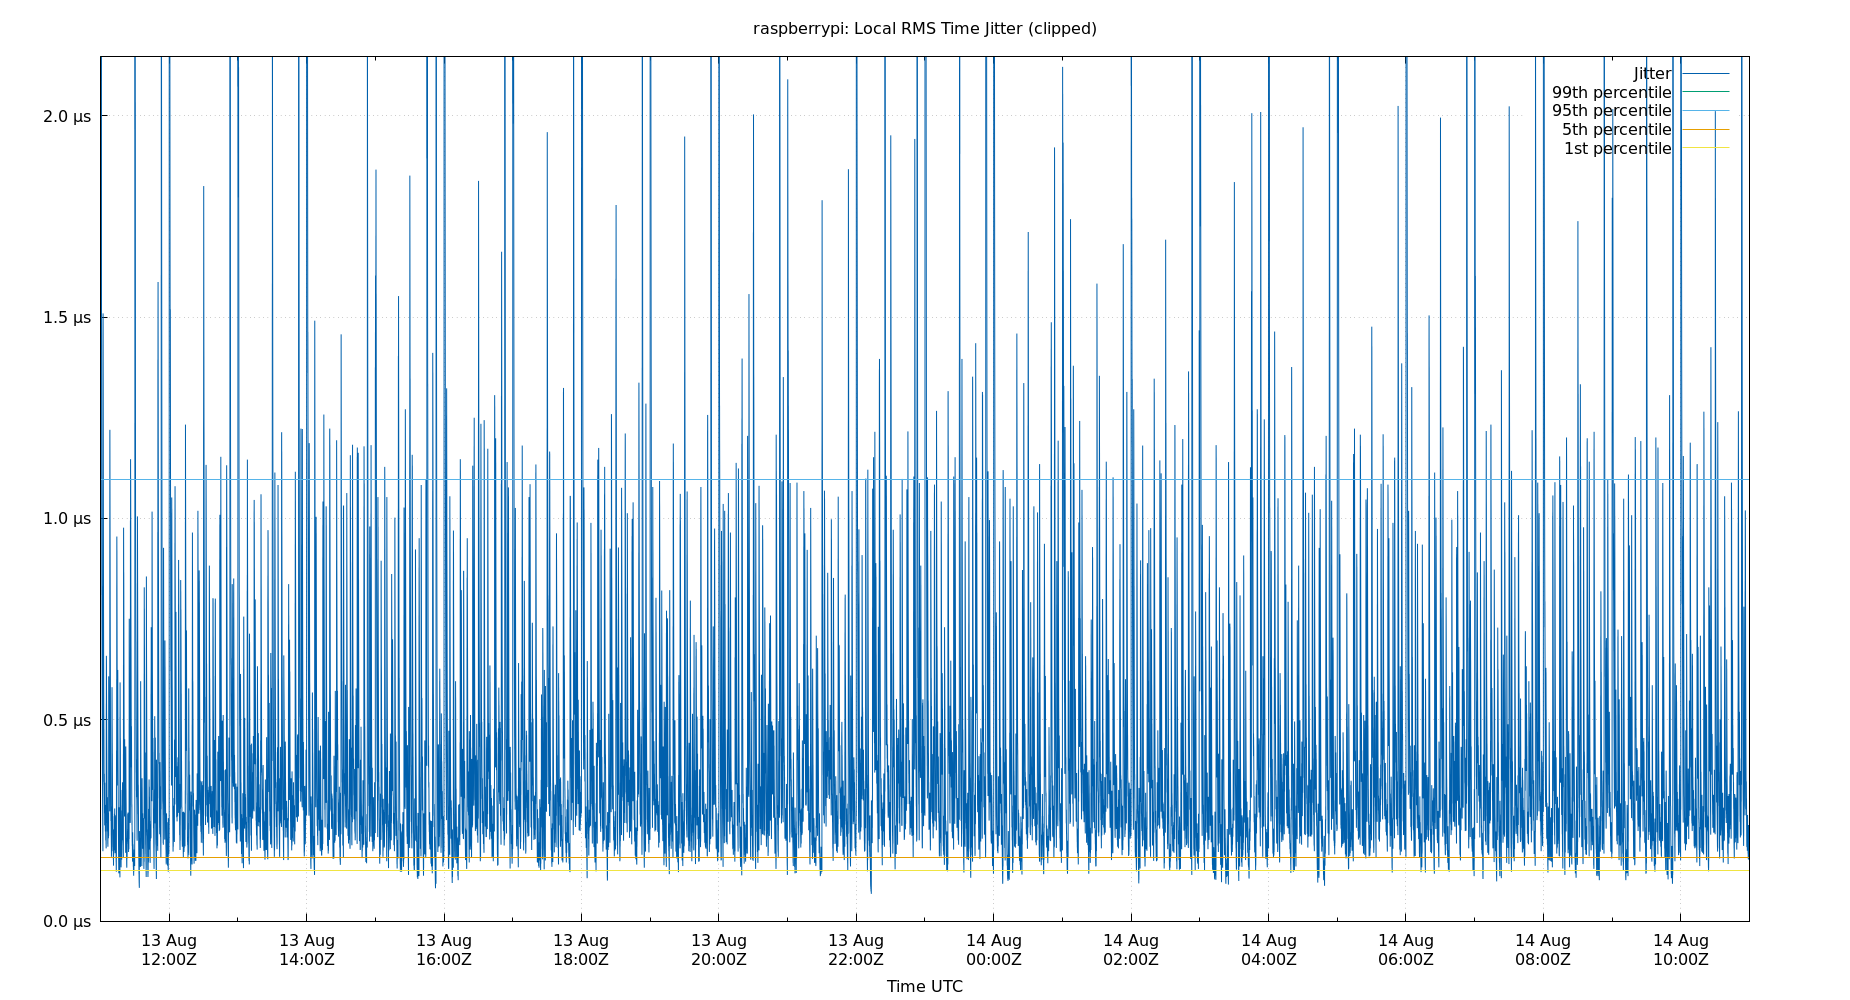 raspberrypi: Local RMS Time Jitter (clipped)
Jitter
99th percentile
95th percentile
5th percentile
1st percentile
2.0 µs
1.5 µs
1.0 µs
0.5 µs
0.0 µs
13 Aug 13 Aug 13 Aug 13 Aug 13 Aug 13 Aug 14 Aug 14 Aug 14 Aug 14 Aug 14 Aug 14 Aug
12:00Z 14:00Z 16:00Z 18:00Z 20:00Z 22:00Z 00:00Z 02:00Z 04:00Z 06:00Z 08:00Z 10:00Z
Time UTC